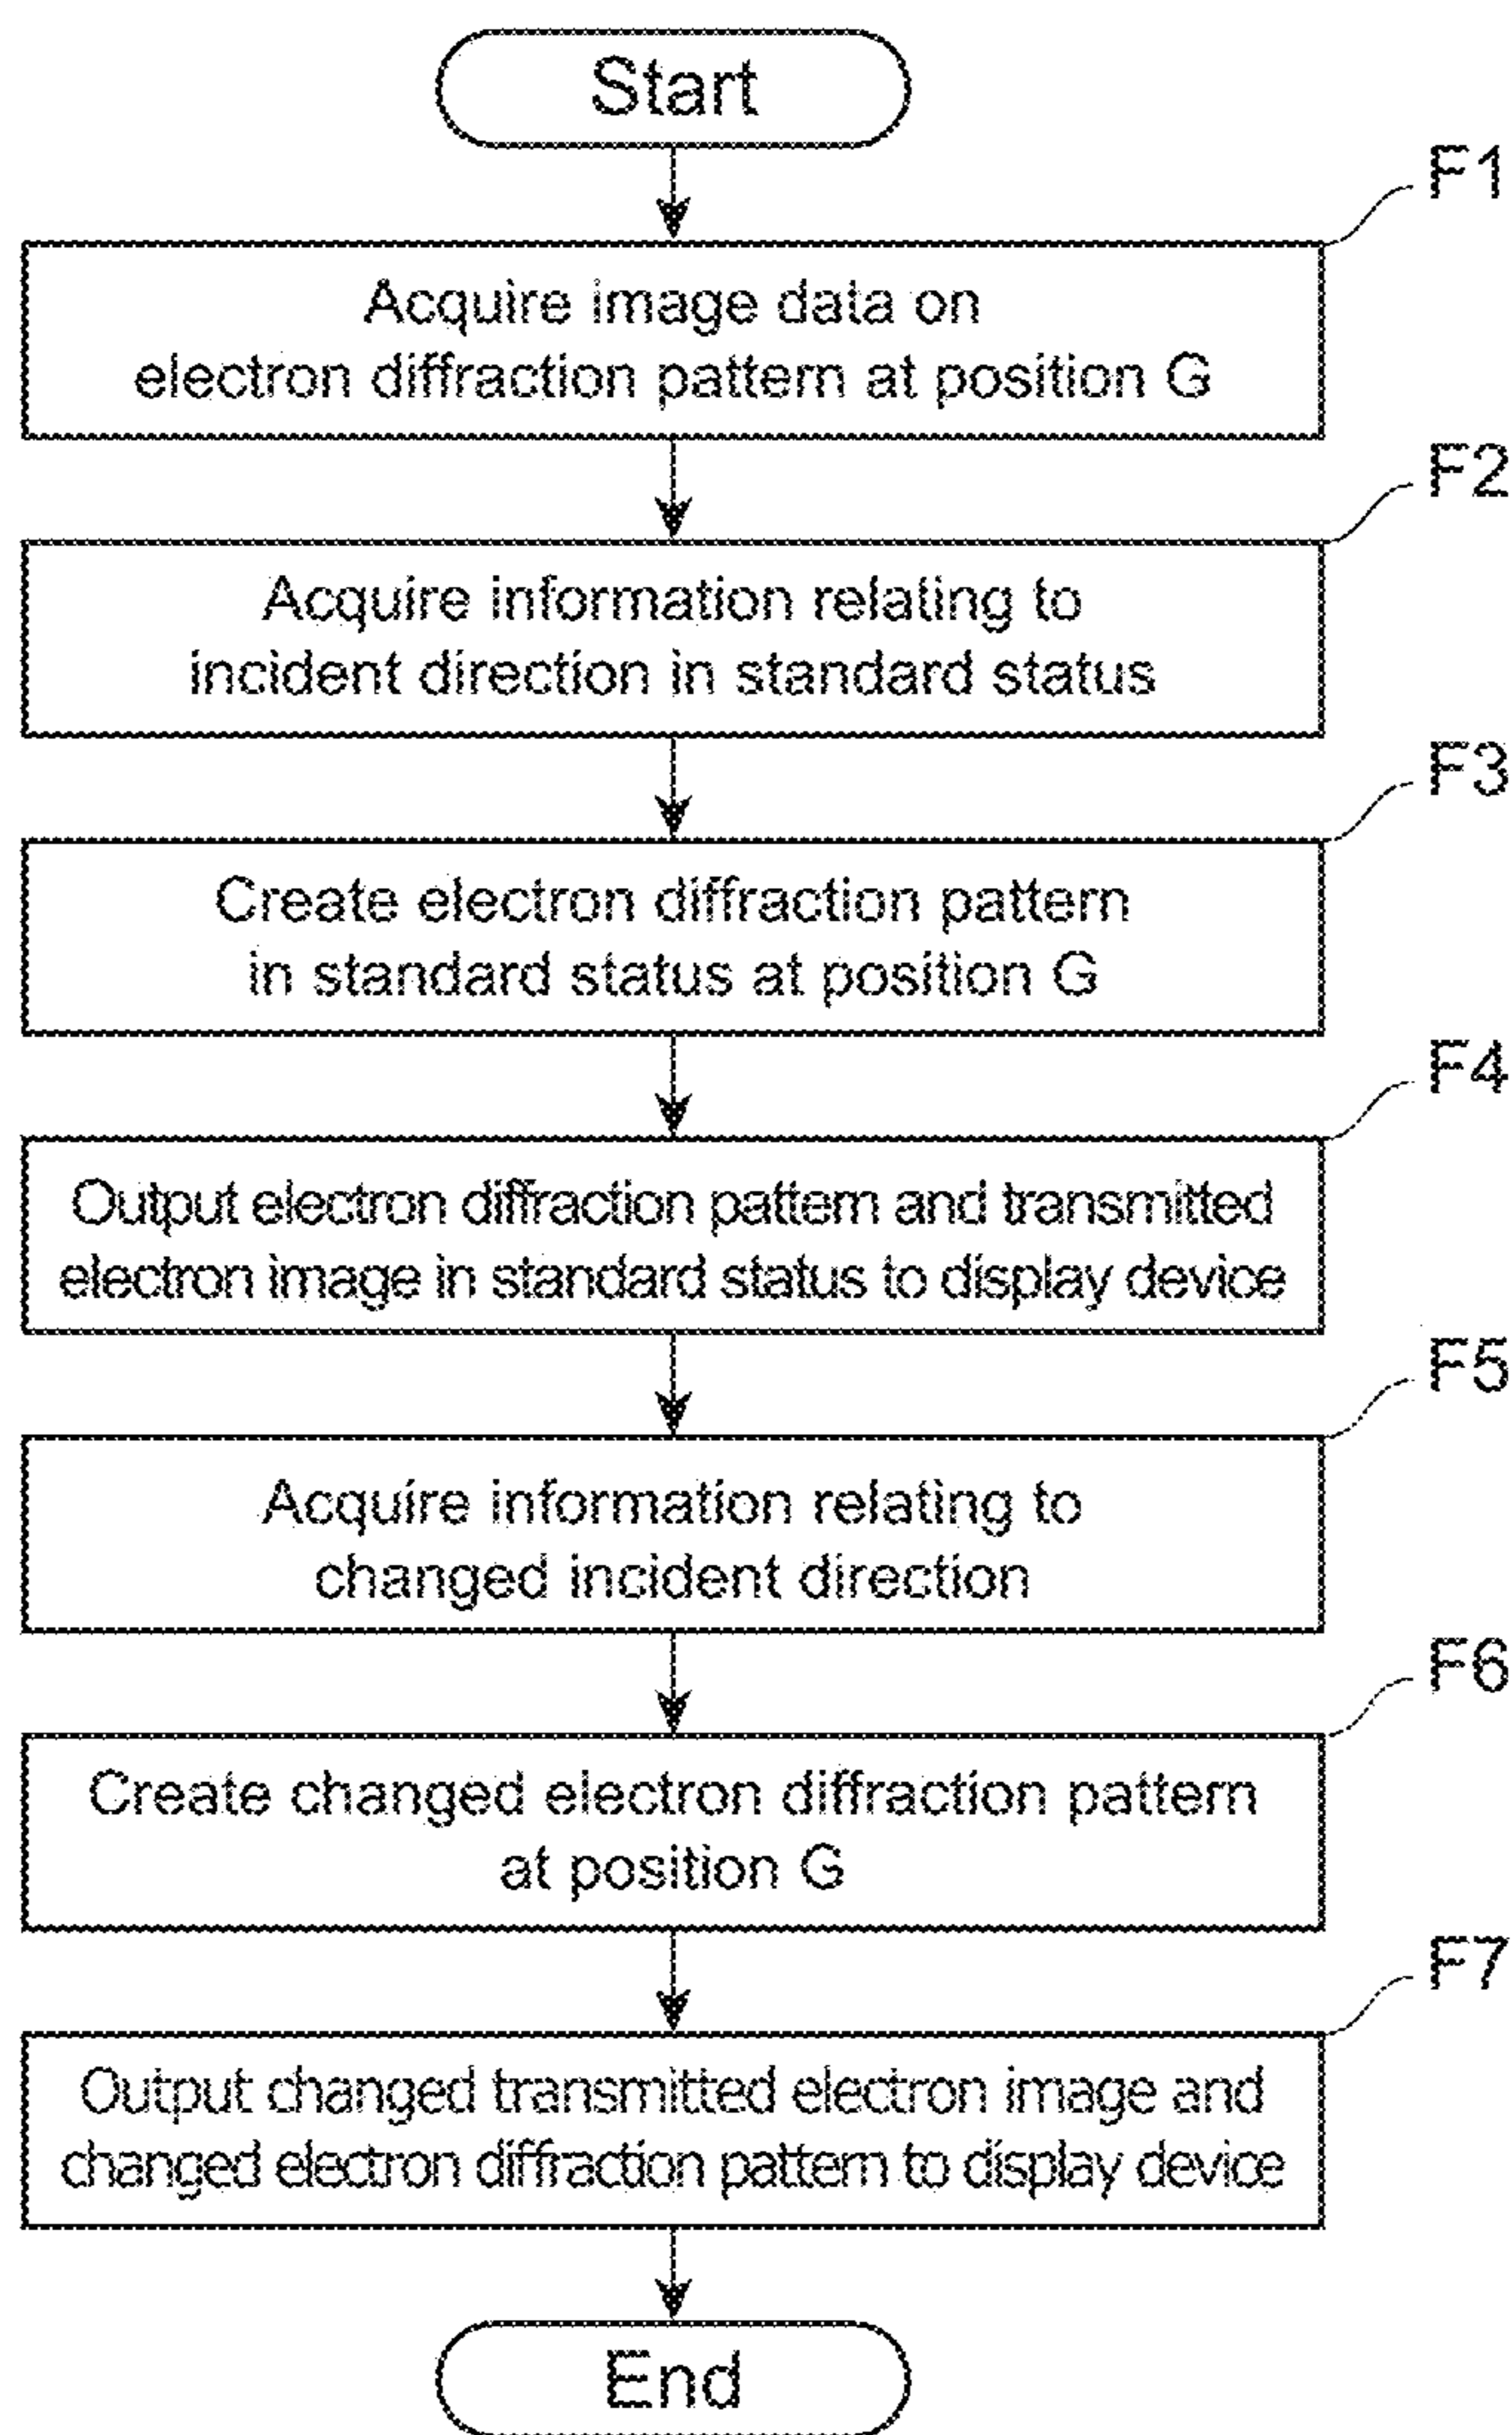 Start
F1
Acquire image data on
electron diffraction pattern at position G
F2
Acquire information relating to
incident direction in standard status
F3
Create electron diffraction pattern
in standard status at position G
F4
Output electron diffraction pattern and transmitted
electron image in standard status to display device
F5
Acquire information relating to
changed incident direction
F6
Create changed electron diffraction pattern
at position G
F7
Output changed transmitted electron image and
changed electron diffraction pattern to display device
End